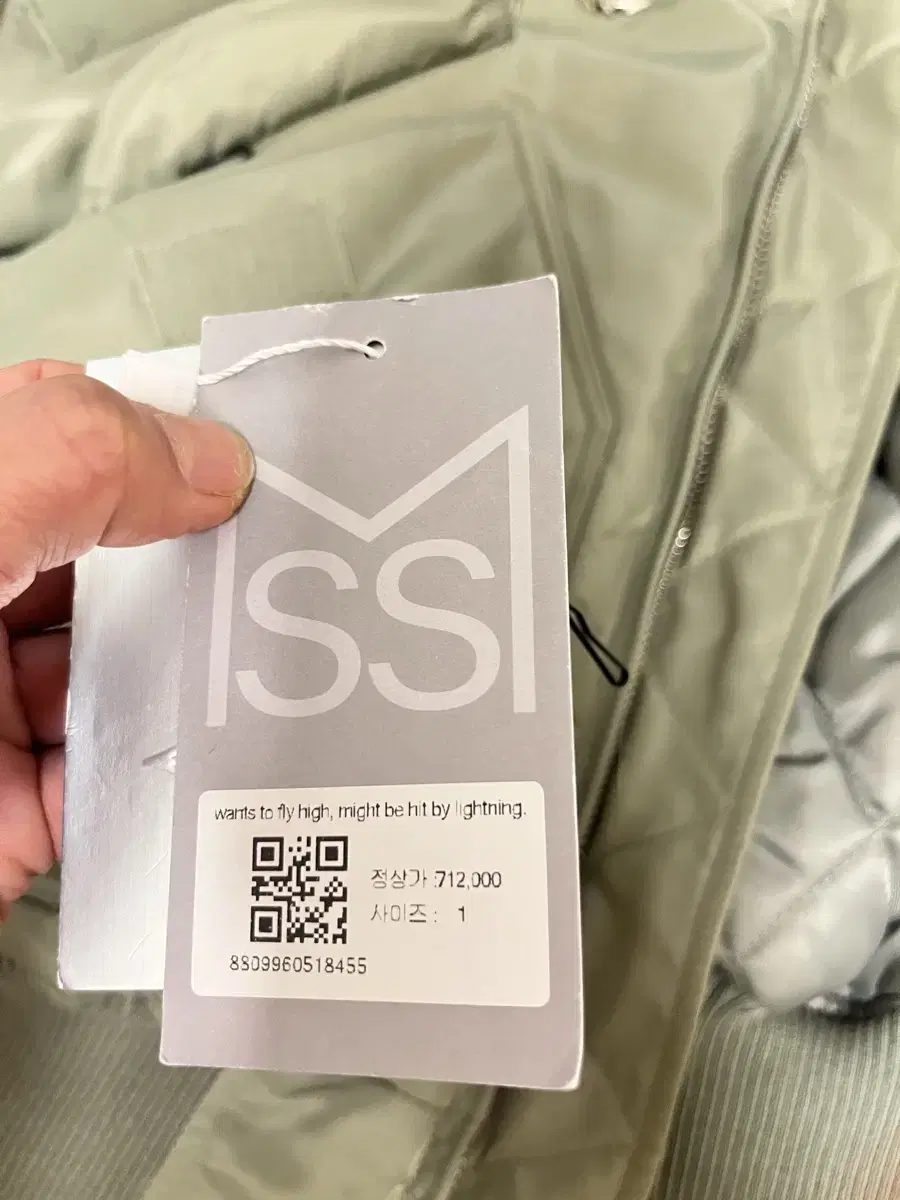 MSS
wants to fly high, might be hit by lightning.
정상가 :712,000
사이즈 : 1
8809960518455